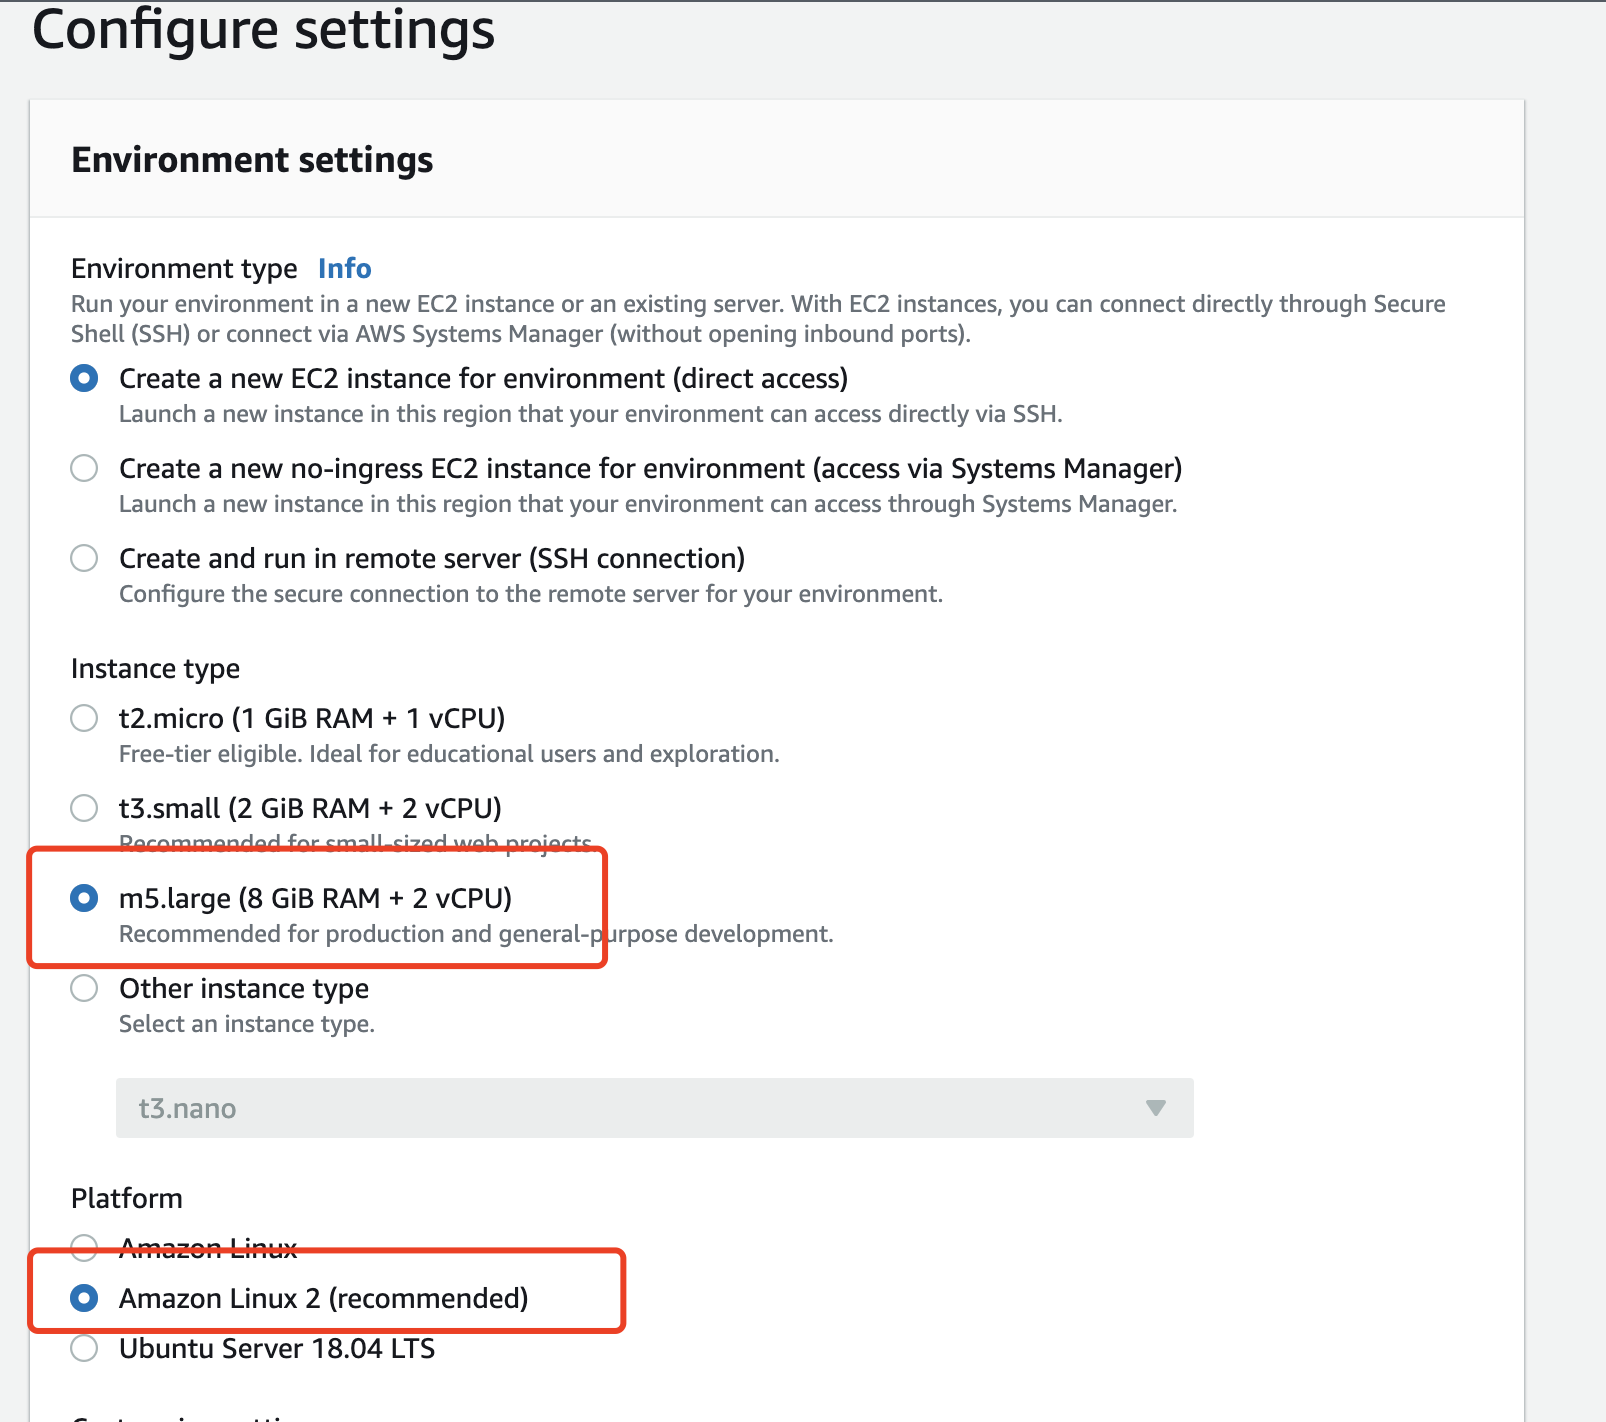 Configure settings
Environment settings
Environment type Info
Run your environment in a new EC2 instance or an existing server. With EC2 instances, you can connect directly through Secure
Shell (SSH) or connect via AWS Systems Manager (without opening inbound ports).
Create a new EC2 instance for environment (direct access)
Launch a new instance in this region that your environment can access directly via SSH.
Create a new no-ingress EC2 instance for environment (access via Systems Manager)
Launch a new instance in this region that your environment can access through Systems Manager.
Create and run in remote server (SSH connection)
Configure the secure connection to the remote server for your environment.
Instance type
t2.micro (1 GiB RAM + 1 vCPU)
Free-tier eligible. Ideal for educational users and exploration.
t3.small (2 GiB RAM + 2 vCPU)
Recommended for small-sized web projects.
m5.large (8 GiB RAM + 2 vCPU)
Recommended for production and general-purpose development.
Other instance type
Select an instance type.
t3.nano
Platform
Amazon Linux
Amazon Linux 2 (recommended)
Ubuntu Server 18.04 LTS